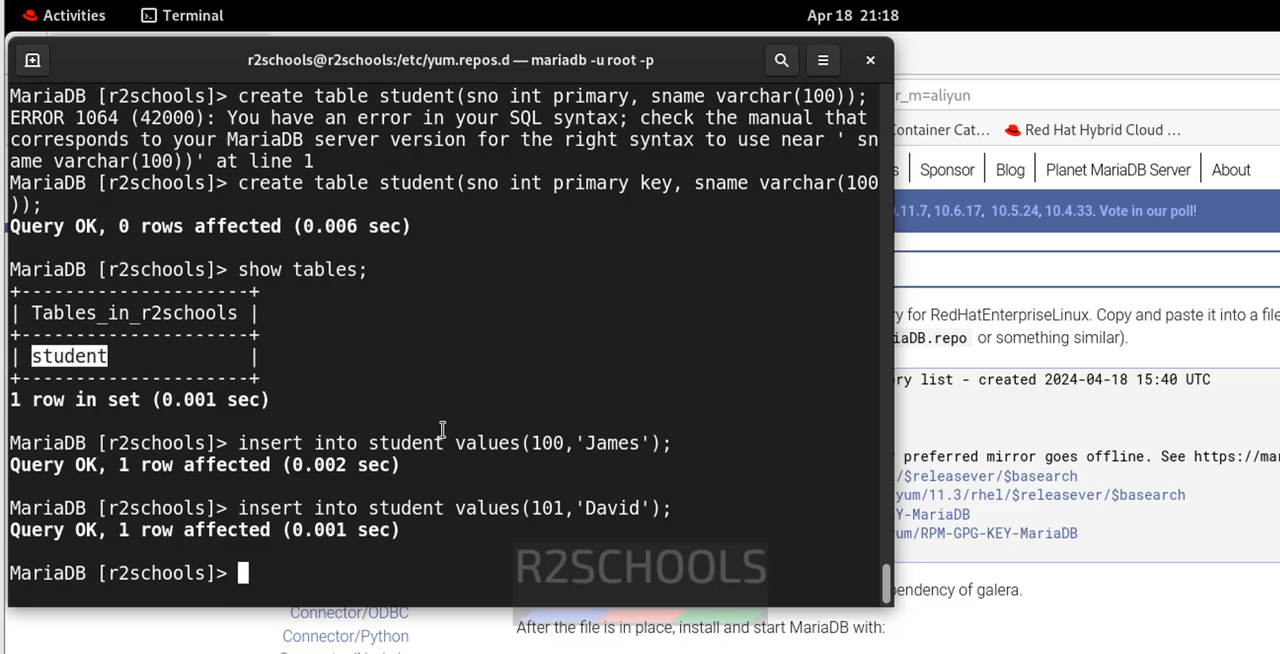 Activities Terminal Apr 18 21:18
r2schools@r2schools:/etc/yum.repos.d — mariadb -u root -p
MariaDB [r2schools]> create table student(sno int primary, sname varchar(100));
ERROR 1064 (42000): You have an error in your SQL syntax; check the manual that
corresponds to your MariaDB server version for the right syntax to use near ' sn
ame varchar(100))' at line 1
MariaDB [r2schools]> create table student(sno int primary key, sname varchar(100
));
Query OK, 0 rows affected (0.006 sec)
MariaDB [r2schools]> show tables;
+---------------------+
| Tables_in_r2schools |
+---------------------+
| student             |
+---------------------+
1 row in set (0.001 sec)
MariaDB [r2schools]> insert into student values(100,'James');
Query OK, 1 row affected (0.002 sec)
MariaDB [r2schools]> insert into student values(101,'David');
Query OK, 1 row affected (0.001 sec)
MariaDB [r2schools]>
R2SCHOOLS
r_m=aliyun
Container Cat… Red Hat Hybrid Cloud …
s Sponsor Blog Planet MariaDB Server About
.11.7, 10.6.17, 10.5.24, 10.4.33. Vote in our poll!
ry for RedHatEnterpriseLinux. Copy and paste it into a file
iaDB.repo or something similar).
ory list - created 2024-04-18 15:40 UTC
preferred mirror goes offline. See https://mar
/$releasever/$basearch
yum/11.3/rhel/$releasever/$basearch
Y-MariaDB
um/RPM-GPG-KEY-MariaDB
endency of galera.
Connector/ODBC
After the file is in place, install and start MariaDB with:
Connector/Python